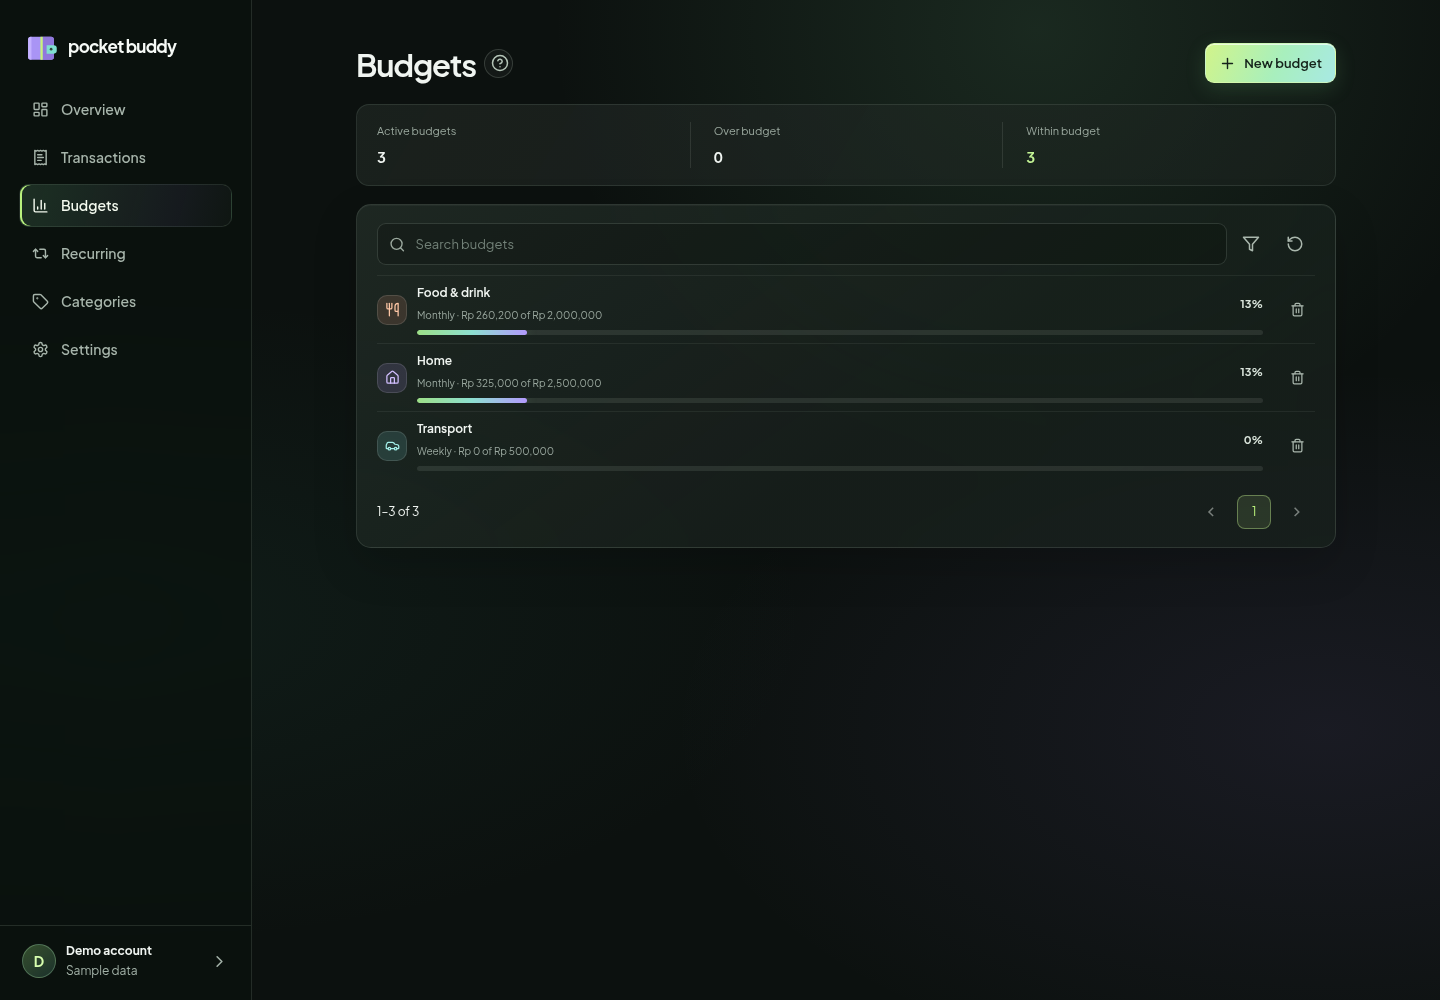 pocket buddy
Overview
Transactions
Budgets
Recurring
Categories
Settings
Demo account
Sample data
D
Budgets
New budget
Active budgets
3
Over budget
0
Within budget
3
Search budgets
Food & drink
Monthly · Rp 260,200 of Rp 2,000,000
13%
Home
Monthly · Rp 325,000 of Rp 2,500,000
13%
Transport
Weekly · Rp 0 of Rp 500,000
0%
1–3 of 3
1